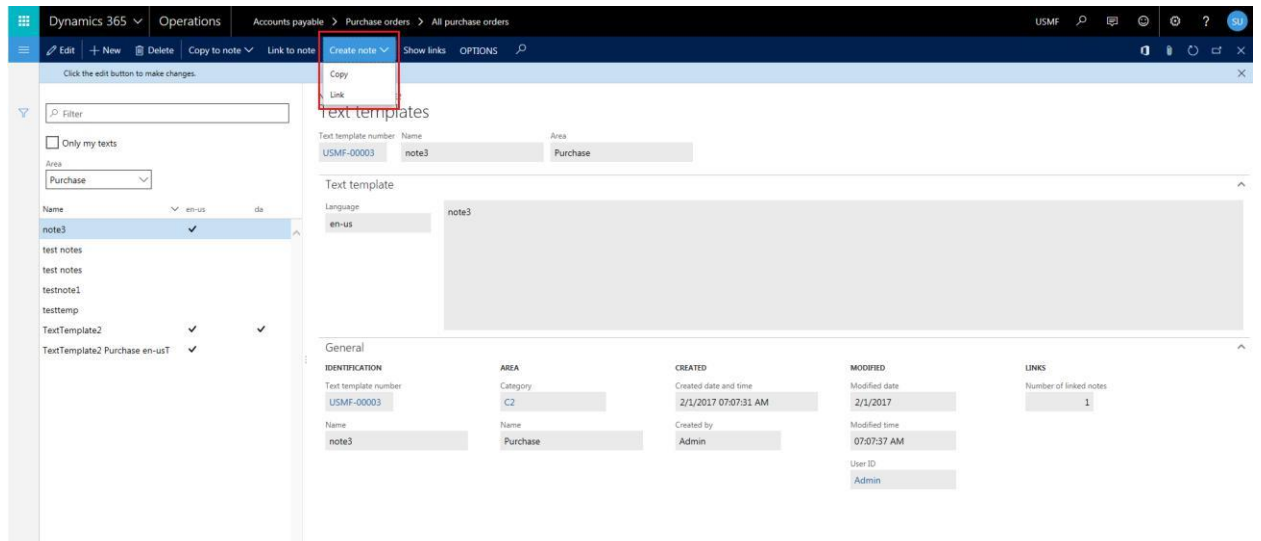 Dynamics 365 Operations Accounts payable > Purchase orders > All purchase orders USMF ? SU
Edit + New Delete Copy to note Link to note Create note Show links OPTIONS
Click the edit button to make changes.
Copy
Link
Filter
Text templates
Only my texts
Text template number Name Area
USMF-00003 note3 Purchase
Area
Purchase
Text template
Name en-us da
Language
note3
en-us
note3
test notes
test notes
testnote1
testtemp
TextTemplate2
TextTemplate2 Purchase en-usT
General
IDENTIFICATION AREA CREATED MODIFIED LINKS
Text template number Category Created date and time Modified date Number of linked notes
USMF-00003 C2 2/1/2017 07:07:31 AM 2/1/2017 1
Name Name Created by Modified time
note3 Purchase Admin 07:07:37 AM
User ID
Admin